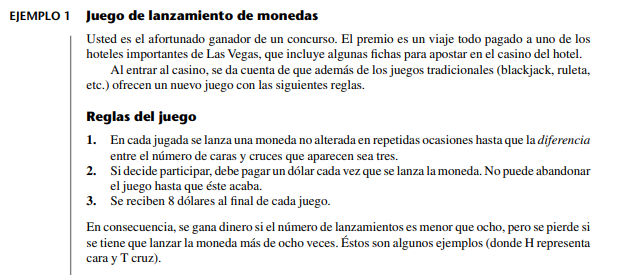 EJEMPLO 1 Juego de lanzamiento de monedas
Usted es el afortunado ganador de un concurso. El premio es un viaje todo pagado a uno de los
hoteles importantes de Las Vegas, que incluye algunas fichas para apostar en el casino del hotel.
Al entrar al casino, se da cuenta de que además de los juegos tradicionales (blackjack, ruleta,
etc.) ofrecen un nuevo juego con las siguientes reglas.
Reglas del juego
1. En cada jugada se lanza una moneda no alterada en repetidas ocasiones hasta que la diferencia
entre el número de caras y cruces que aparecen sea tres.
2. Si decide participar, debe pagar un dólar cada vez que se lanza la moneda. No puede abandonar
el juego hasta que éste acaba.
3. Se reciben 8 dólares al final de cada juego.
En consecuencia, se gana dinero si el número de lanzamientos es menor que ocho, pero se pierde si
se tiene que lanzar la moneda más de ocho veces. Éstos son algunos ejemplos (donde H representa
cara y T cruz).